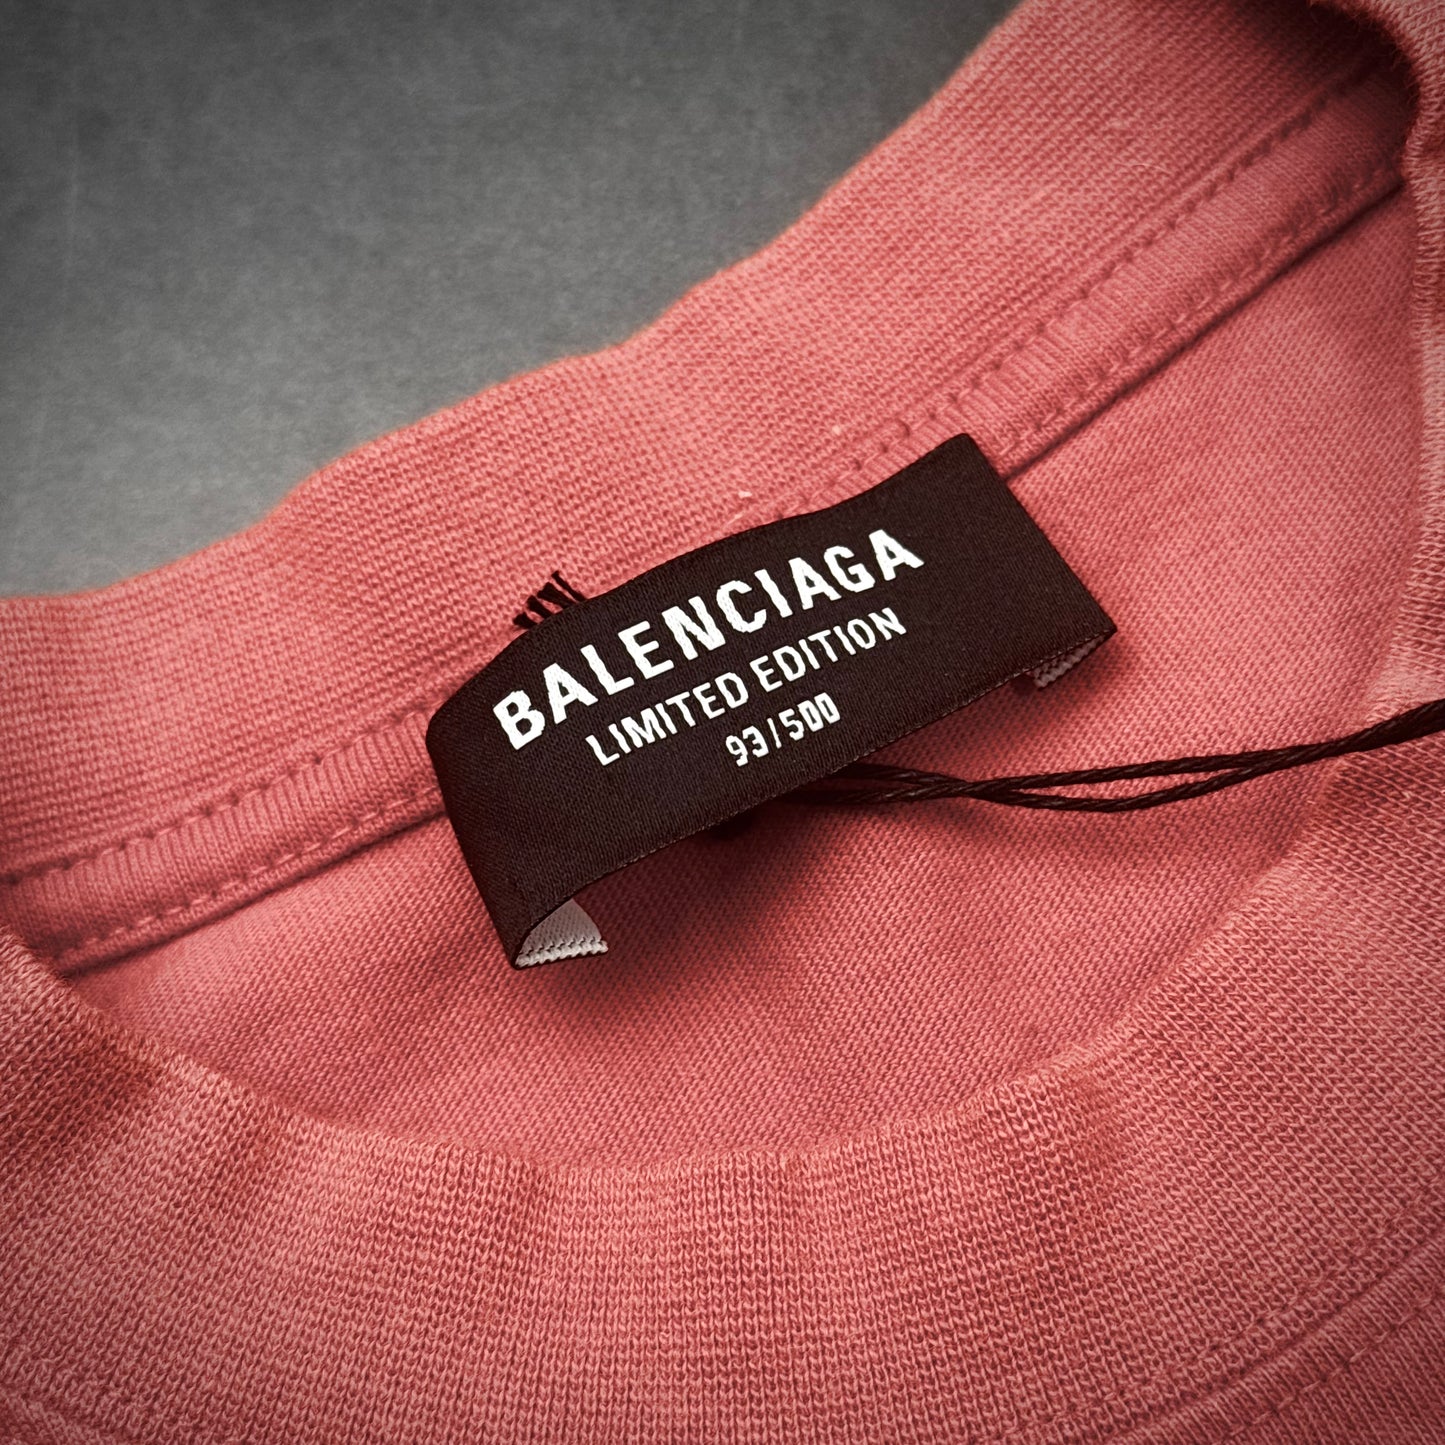 BALENCIAGA
LIMITED EDITION
93/500